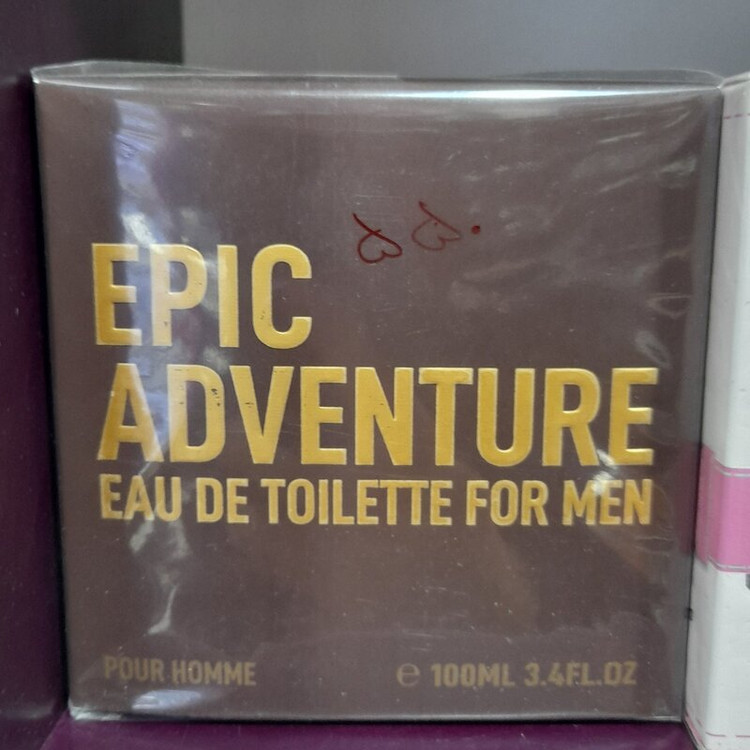 EPIC
ADVENTURE
EAU DE TOILETTE FOR MEN
POUR HOMME
e 100ML 3.4FL.OZ